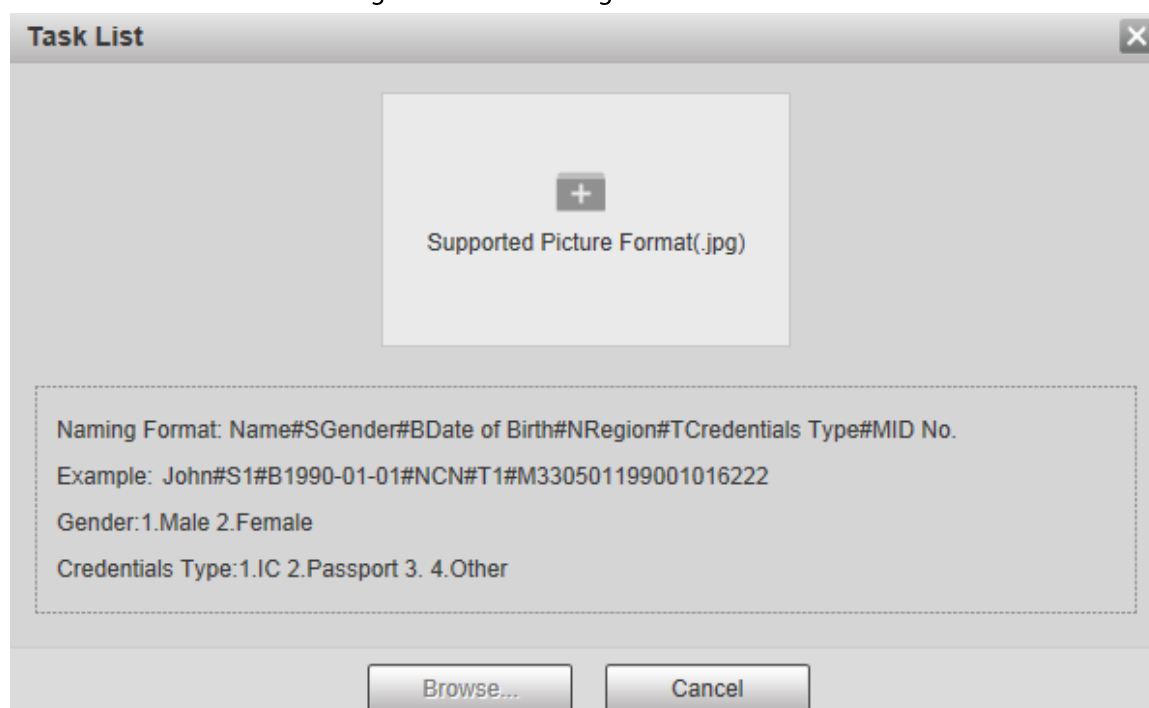 Task List
Supported Picture Format(.jpg)
Naming Format: Name#SGender#BDate of Birth#NRegion#TCredentials Type#MID No.
Example: John#S1#B1990-01-01#NCN#T1#M330501199001016222
Gender:1.Male 2.Female
Credentials Type:1.IC 2.Passport 3. 4.Other
Browse... Cancel